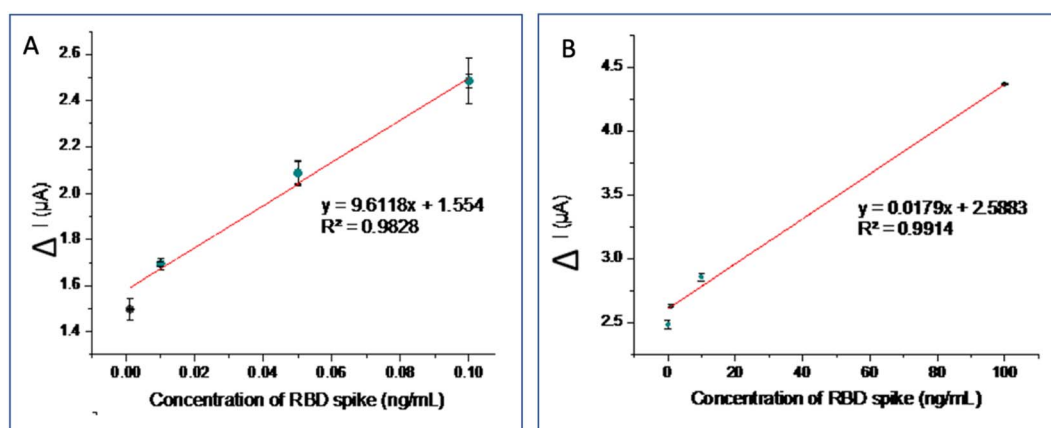 A
2.6
2.4
2.2
2.0
1.8
1.6
1.4
Δ I (μA)
y = 9.6118x + 1.554
R² = 0.9828
0.00 0.02 0.04 0.06 0.08 0.10
Concentration of RBD spike (ng/mL)
B
4.5
4.0
3.5
3.0
2.5
Δ I (μA)
y = 0.0179x + 2.5883
R² = 0.9914
0 20 40 60 80 100
Concentration of RBD spike (ng/mL)